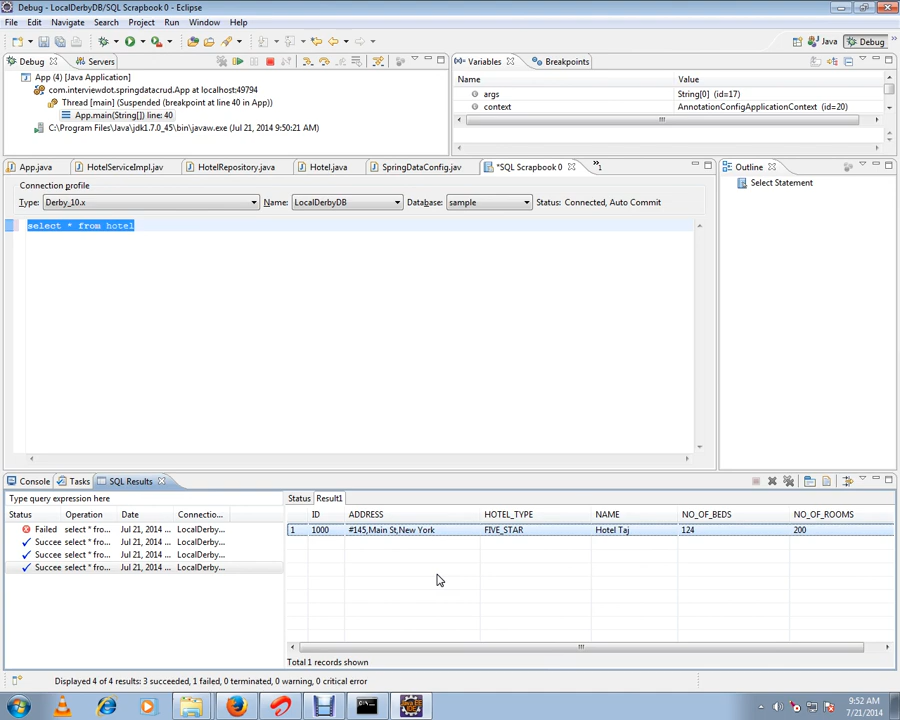 Debug - LocalDerbyDB/SQL Scrapbook 0 - Eclipse
File Edit Navigate Search Project Run Window Help
Java Debug
Debug Servers
App (4) [Java Application]
com.interviewdot.springdatacrud.App at localhost:49794
Thread [main] (Suspended (breakpoint at line 40 in App))
App.main(String[]) line: 40
C:\Program Files\Java\jdk1.7.0_45\bin\javaw.exe (Jul 21, 2014 9:50:21 AM)
Variables Breakpoints
Name Value
args String[0] (id=17)
context AnnotationConfigApplicationContext (id=20)
App.java HotelServiceImpl.jav HotelRepository.java Hotel.java SpringDataConfig.jav *SQL Scrapbook 0 »1
Connection profile
Type: Derby_10.x Name: LocalDerbyDB Database: sample Status: Connected, Auto Commit
select * from hotel
Outline
Select Statement
Console Tasks SQL Results
Type query expression here
Status Operation Date Connectio...
Failed select * fro... Jul 21, 2014 ... LocalDerby...
Succee select * fro... Jul 21, 2014 ... LocalDerby...
Succee select * fro... Jul 21, 2014 ... LocalDerby...
Succee select * fro... Jul 21, 2014 ... LocalDerby...
Status Result1
ID ADDRESS HOTEL_TYPE NAME NO_OF_BEDS NO_OF_ROOMS
1 1000 #145,Main St,New York FIVE_STAR Hotel Taj 124 200
Total 1 records shown
Displayed 4 of 4 results: 3 succeeded, 1 failed, 0 terminated, 0 warning, 0 critical error
9:52 AM
7/21/2014